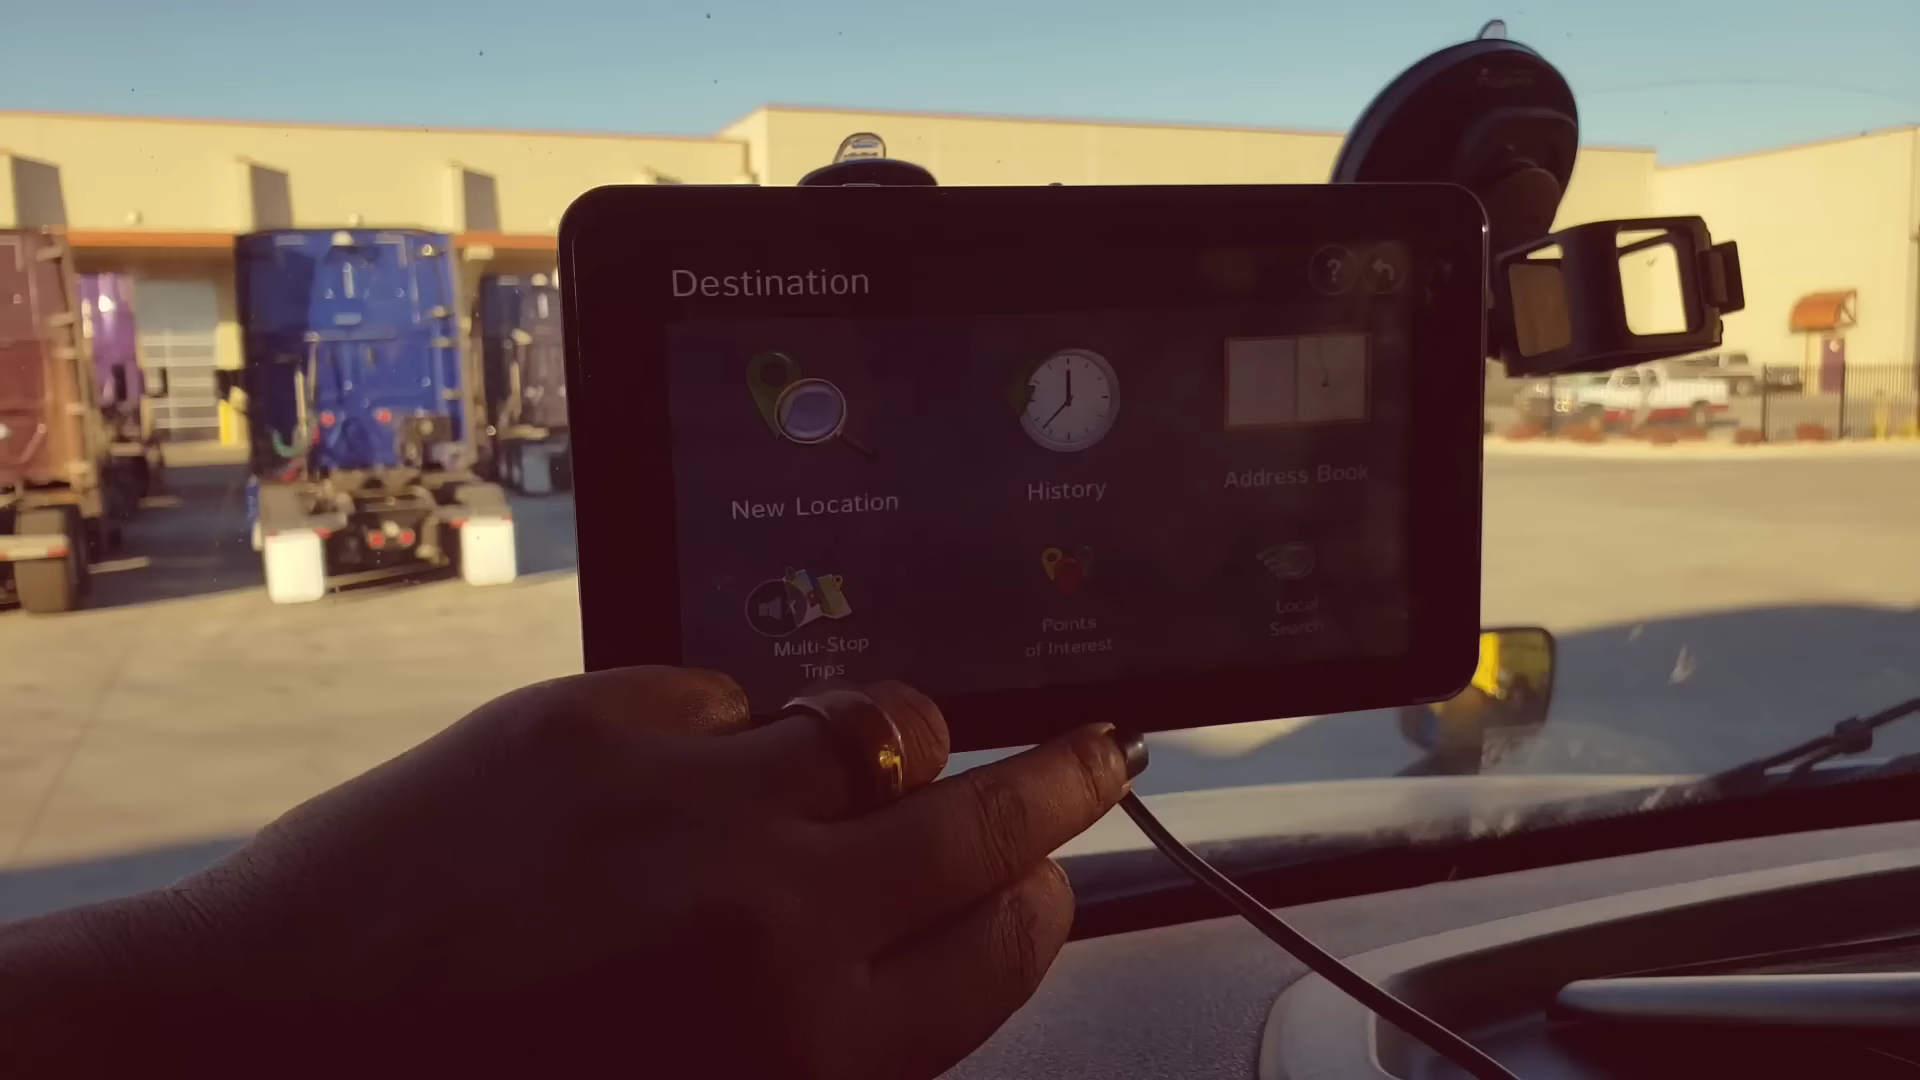 Destination
?
New Location
History
Address Book
Multi-Stop
Trips
Points
of Interest
Local
Search